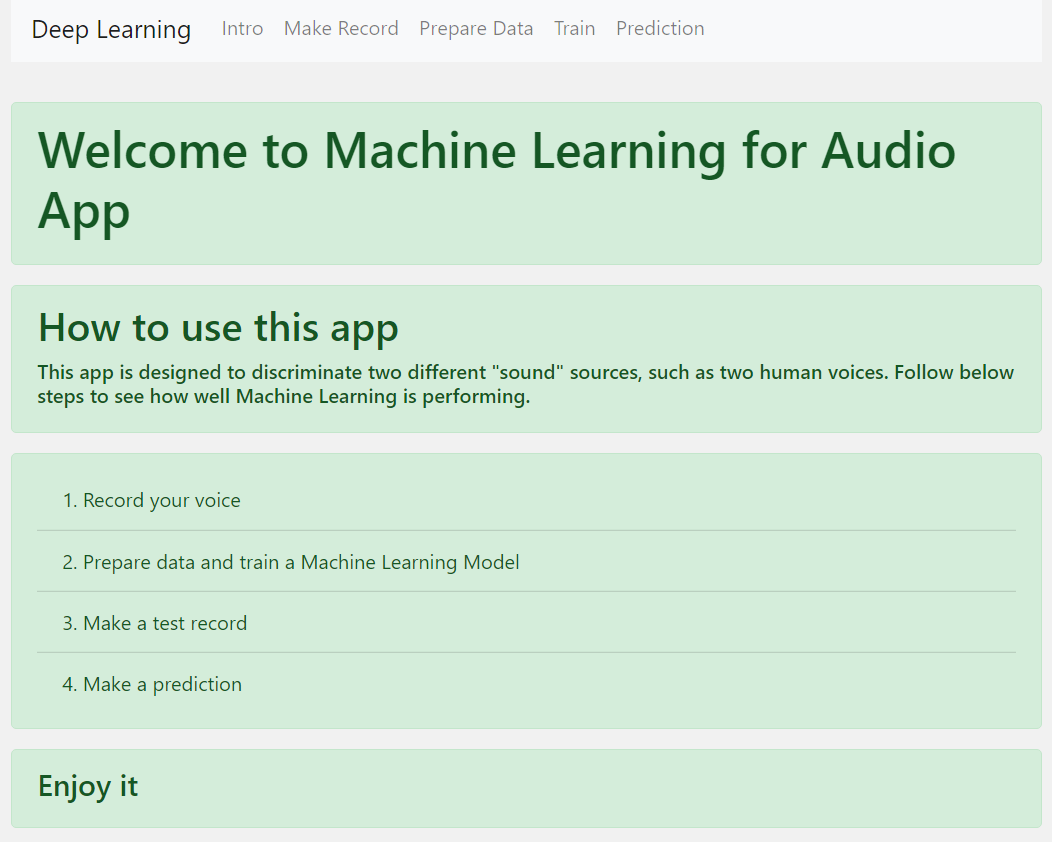 Deep Learning Intro Make Record Prepare Data Train Prediction
Welcome to Machine Learning for Audio
App
How to use this app
This app is designed to discriminate two different "sound" sources, such as two human voices. Follow below
steps to see how well Machine Learning is performing.
1. Record your voice
2. Prepare data and train a Machine Learning Model
3. Make a test record
4. Make a prediction
Enjoy it